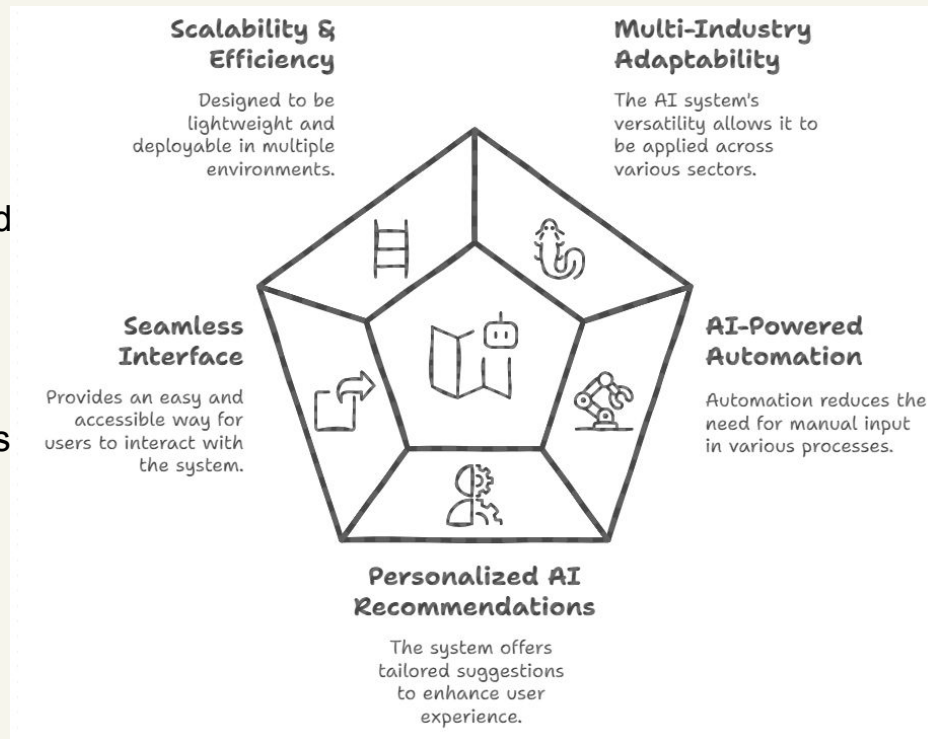 Scalability &
Efficiency
Designed to be
lightweight and
deployable in multiple
environments.
Multi-Industry
Adaptability
The AI system's
versatility allows it to
be applied across
various sectors.
d
Seamless
Interface
Provides an easy and
accessible way for
users to interact with
the system.
s
AI-Powered
Automation
Automation reduces the
need for manual input
in various processes.
Personalized AI
Recommendations
The system offers
tailored suggestions
to enhance user
experience.